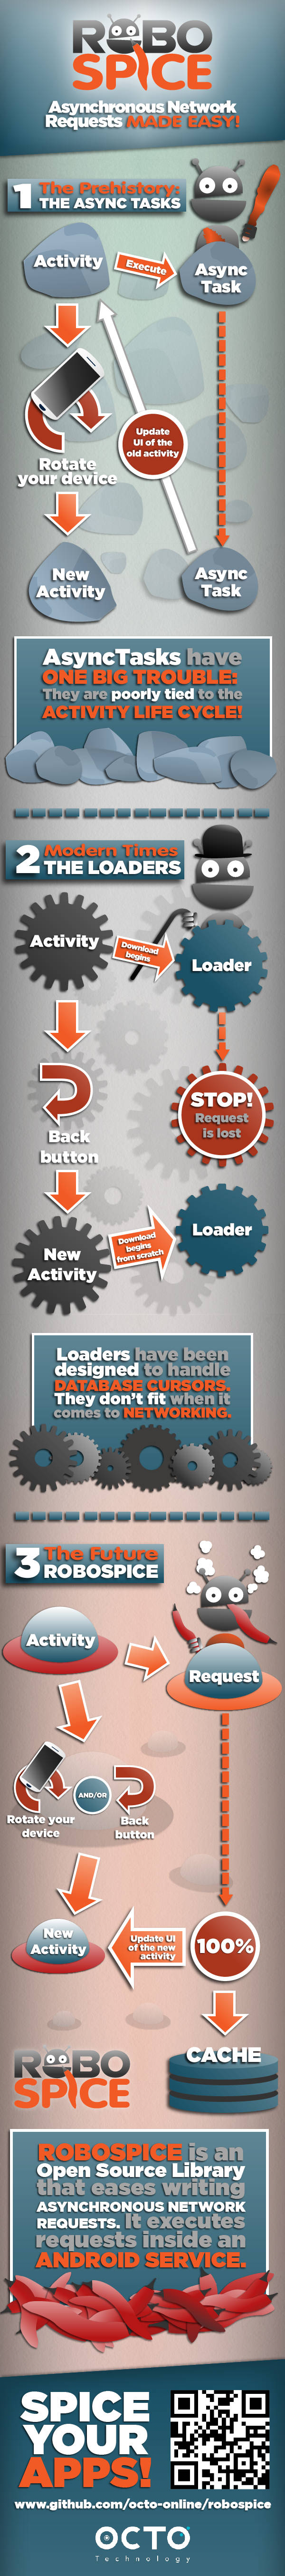 ROBO
SPICE
Asynchronous Network
Requests MADE EASY!
1 The Prehistory:
THE ASYNC TASKS
Activity
Execute
Async
Task
Update
UI of the
old activity
Rotate
your device
New
Activity
Async
Task
AsyncTasks have
ONE BIG TROUBLE:
They are poorly tied to the
ACTIVITY LIFE CYCLE!
2 Modern Times
THE LOADERS
Activity
Download
begins
Loader
STOP!
Request
is lost
Back
button
New
Activity
Download
begins
from scratch
Loader
Loaders have been
designed to handle
DATABASE CURSORS.
They don't fit when it
comes to NETWORKING.
3 The Future
ROBOSPICE
Activity
Request
Rotate your
device
AND/OR
Back
button
New
Activity
Update UI
of the new
activity
100%
CACHE
ROBO
SPICE
ROBOSPICE is an
Open Source Library
that eases writing
ASYNCHRONOUS NETWORK
REQUESTS. It executes
requests inside an
ANDROID SERVICE.
SPICE
YOUR
APPS!
www.github.com/octo-online/robospice
OCTO
Technology